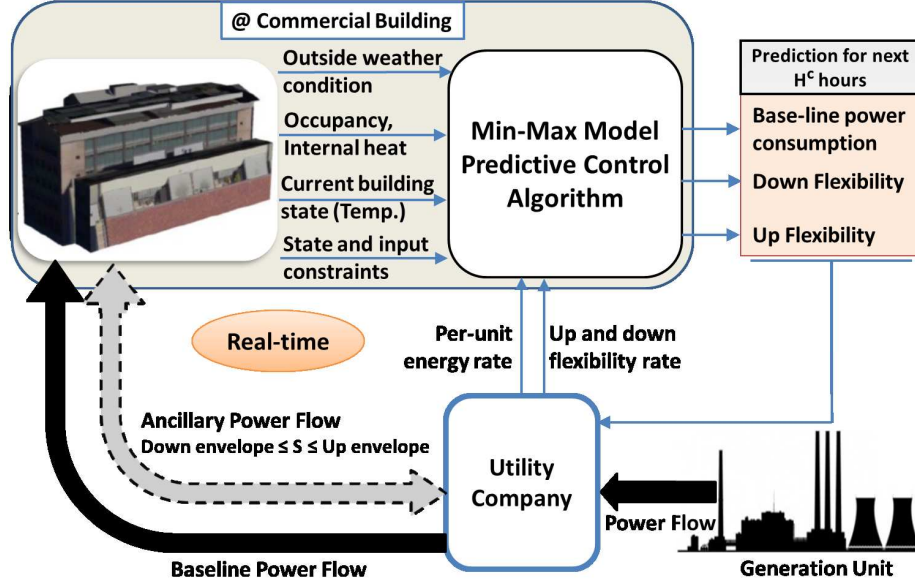 @ Commercial Building
Outside weather
condition
Occupancy,
Internal heat
Current building
state (Temp.)
State and input
constraints
Min-Max Model
Predictive Control
Algorithm
Prediction for next
Hᶜ hours
Base-line power
consumption
Down Flexibility
Up Flexibility
Real-time
Per-unit
energy rate
Up and down
flexibility rate
Ancillary Power Flow
Down envelope ≤ S ≤ Up envelope
Utility
Company
Power Flow
Baseline Power Flow
Generation Unit